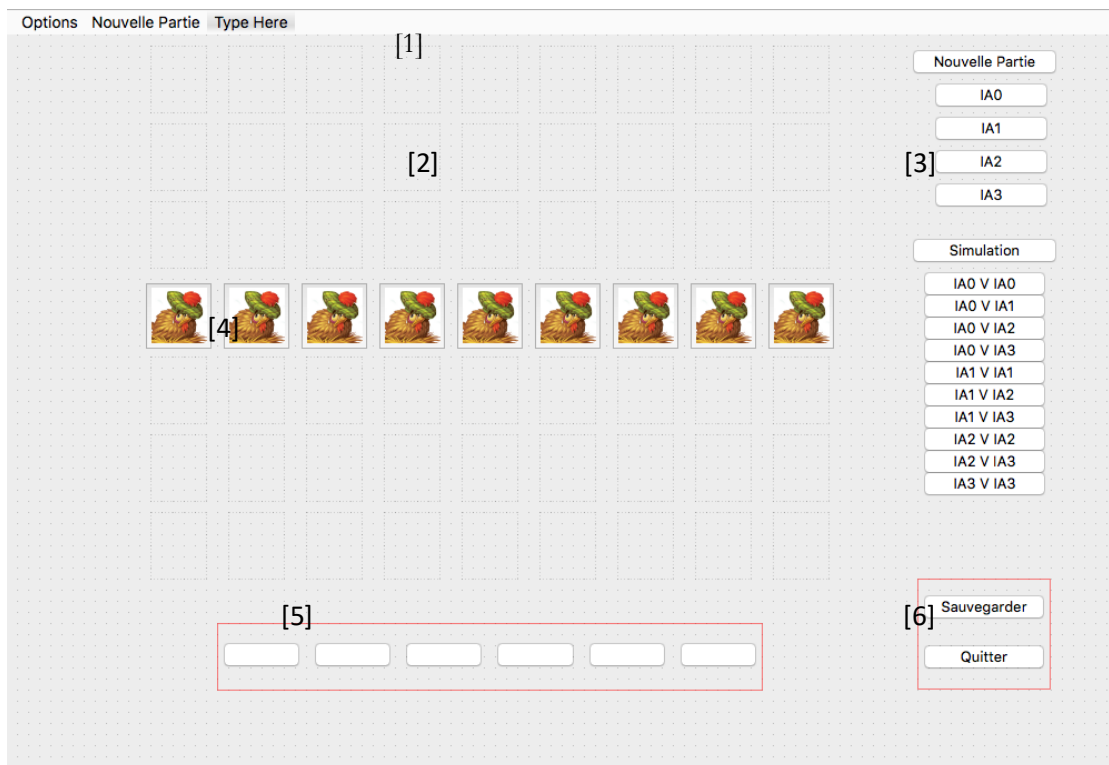 Options Nouvelle Partie Type Here
[1]
Nouvelle Partie
IA0
IA1
[2]
[3]
IA2
IA3
Simulation
IA0 V IA0
IA0 V IA1
[4]
IA0 V IA2
IA0 V IA3
IA1 V IA1
IA1 V IA2
IA1 V IA3
IA2 V IA2
IA2 V IA3
IA3 V IA3
[5]
[6]
Sauvegarder
Quitter